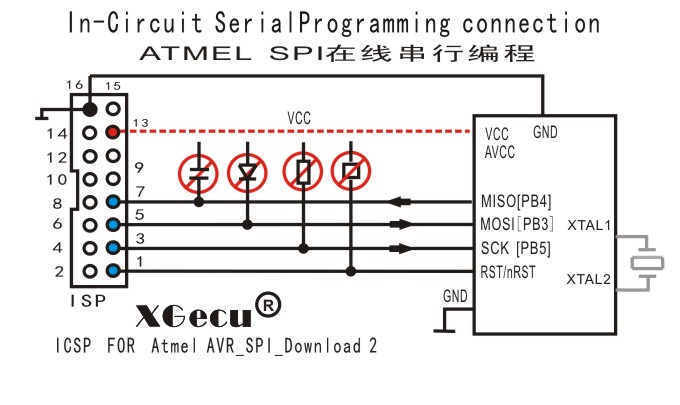 In-Circuit SerialProgramming connection
ATMEL SPI在线串行编程
16 15
13
14
VCC
VCC
GND
AVCC
12
9
10
7
8
MISO[PB4]
5
6
MOSI[PB3]
XTAL1
3
4
SCK [PB5]
1
2
RST/nRST
XTAL2
ISP
GND
XGecu®
ICSP FOR Atmel AVR_SPI_Download 2